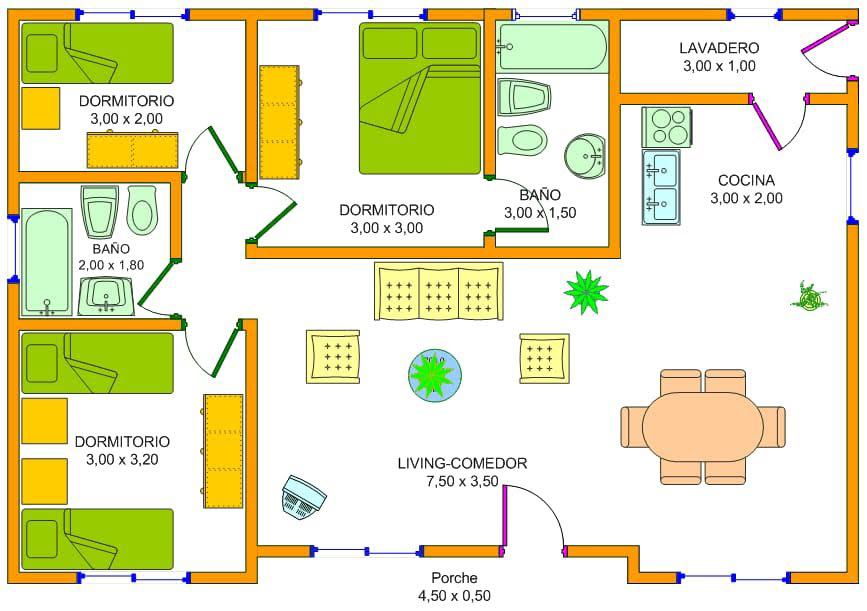 DORMITORIO
3,00 x 2,00
DORMITORIO
3,00 x 3,00
BAÑO
3,00 x 1,50
LAVADERO
3,00 x 1,00
COCINA
3,00 x 2,00
BAÑO
2,00 x 1,80
DORMITORIO
3,00 x 3,20
LIVING-COMEDOR
7,50 x 3,50
Porche
4,50 x 0,50